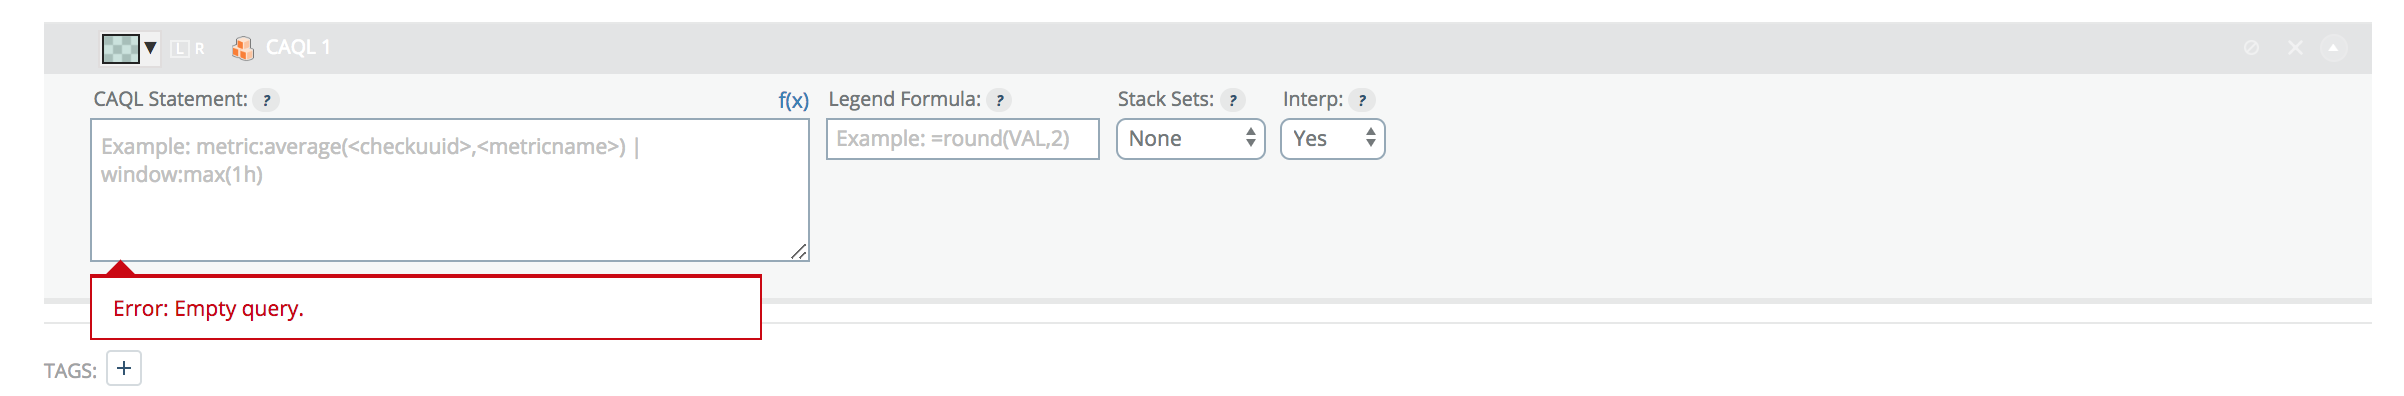 L R CAQL 1
CAQL Statement: ? f(x) Legend Formula: ? Stack Sets: ? Interp: ?
Example: metric:average(<checkuuid>,<metricname>) | Example: =round(VAL,2) None Yes
window:max(1h)
Error: Empty query.
TAGS: +